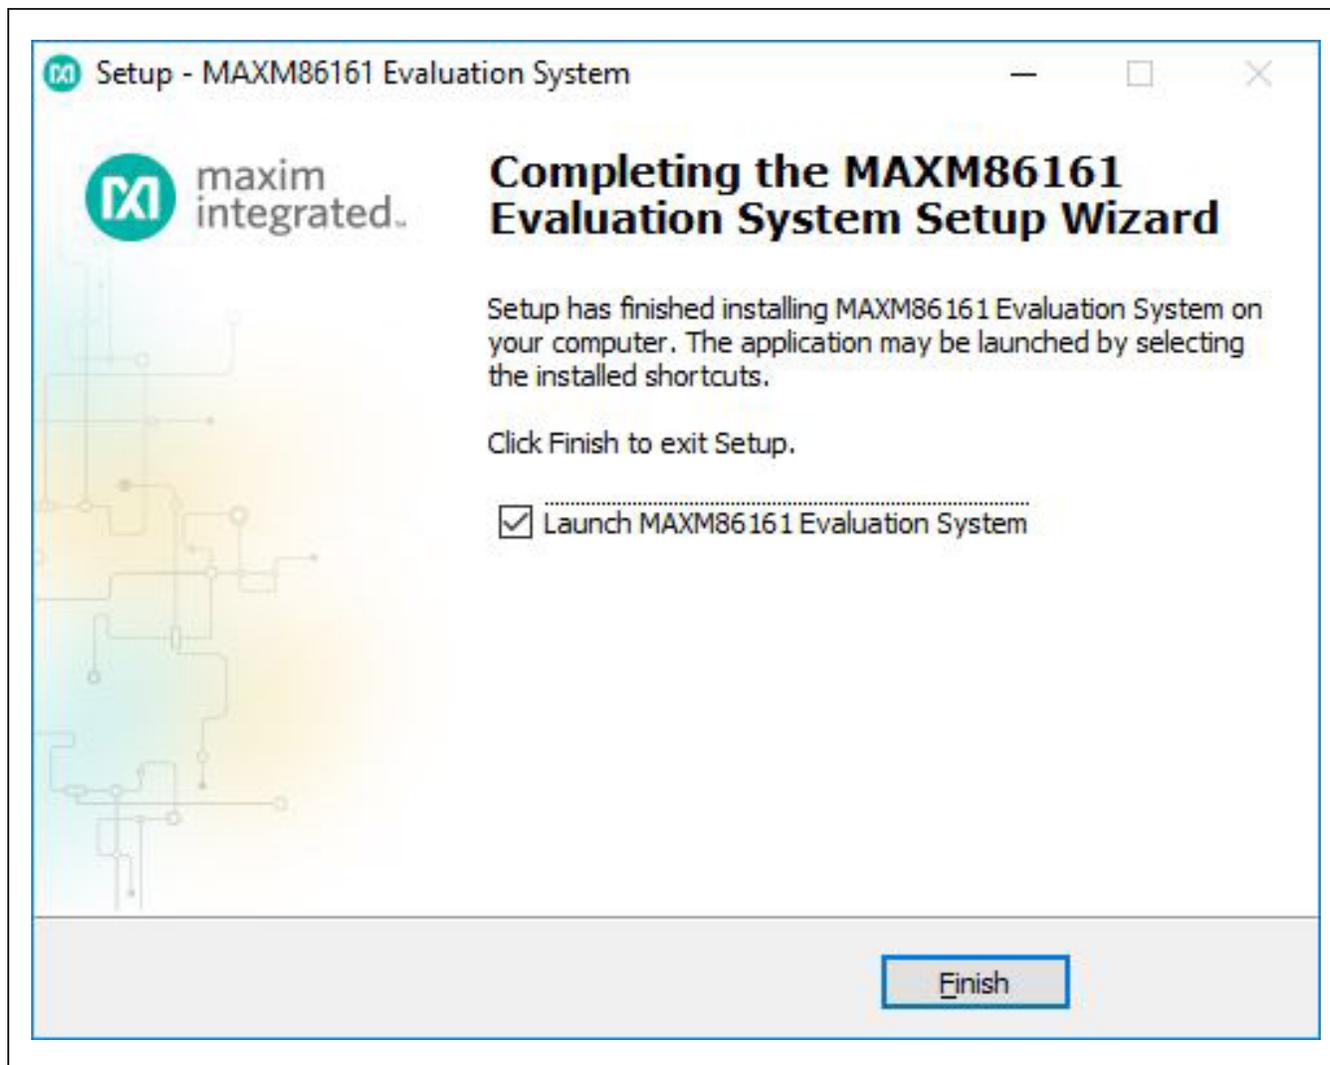 Setup - MAXM86161 Evaluation System
maxim
integrated™
Completing the MAXM86161
Evaluation System Setup Wizard
Setup has finished installing MAXM86161 Evaluation System on
your computer. The application may be launched by selecting
the installed shortcuts.
Click Finish to exit Setup.
Launch MAXM86161 Evaluation System
Finish